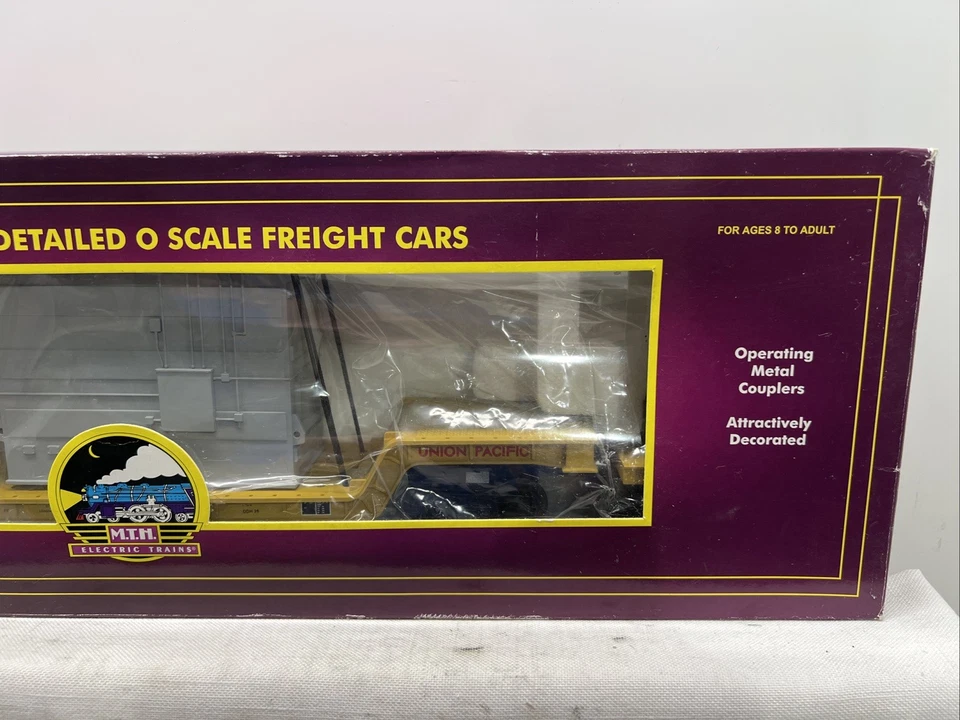 DETAILED O SCALE FREIGHT CARS
FOR AGES 8 TO ADULT
Operating
Metal
Couplers
Attractively
Decorated
UNION PACIFIC
M.T.H.
ELECTRIC TRAINS®